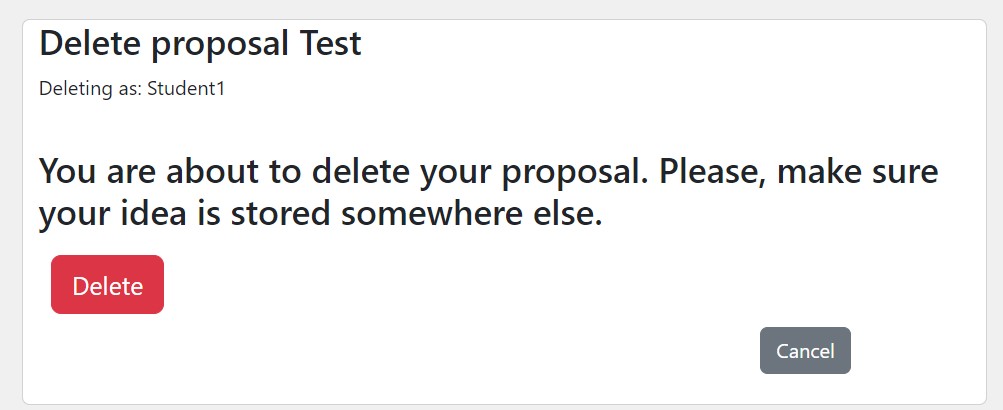 Delete proposal Test
Deleting as: Student1
You are about to delete your proposal. Please, make sure
your idea is stored somewhere else.
Delete
Cancel